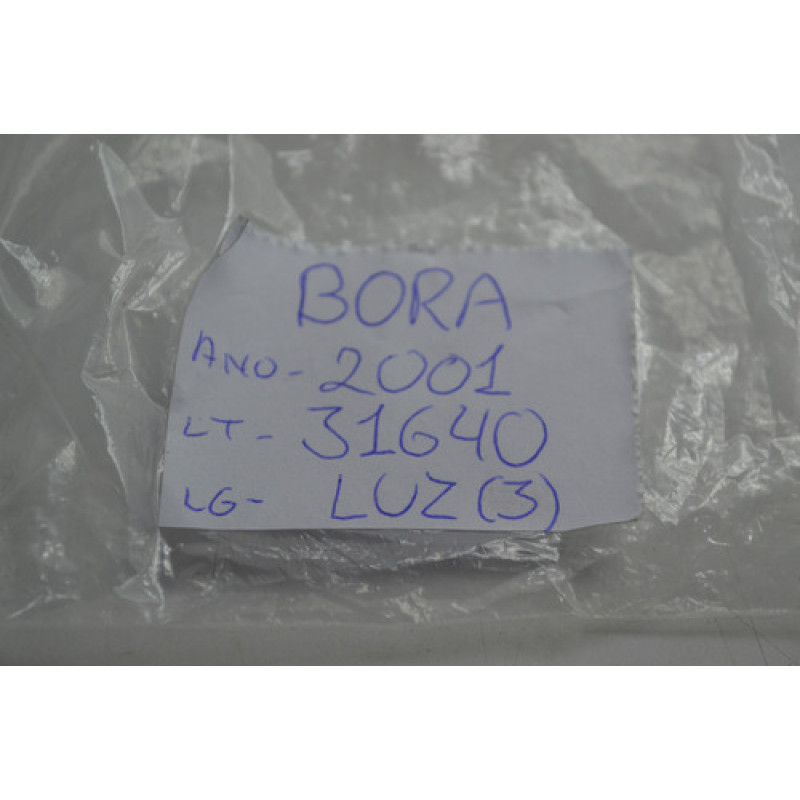 BORA
ANO - 2001
LT - 31640
LG - LUZ (3)